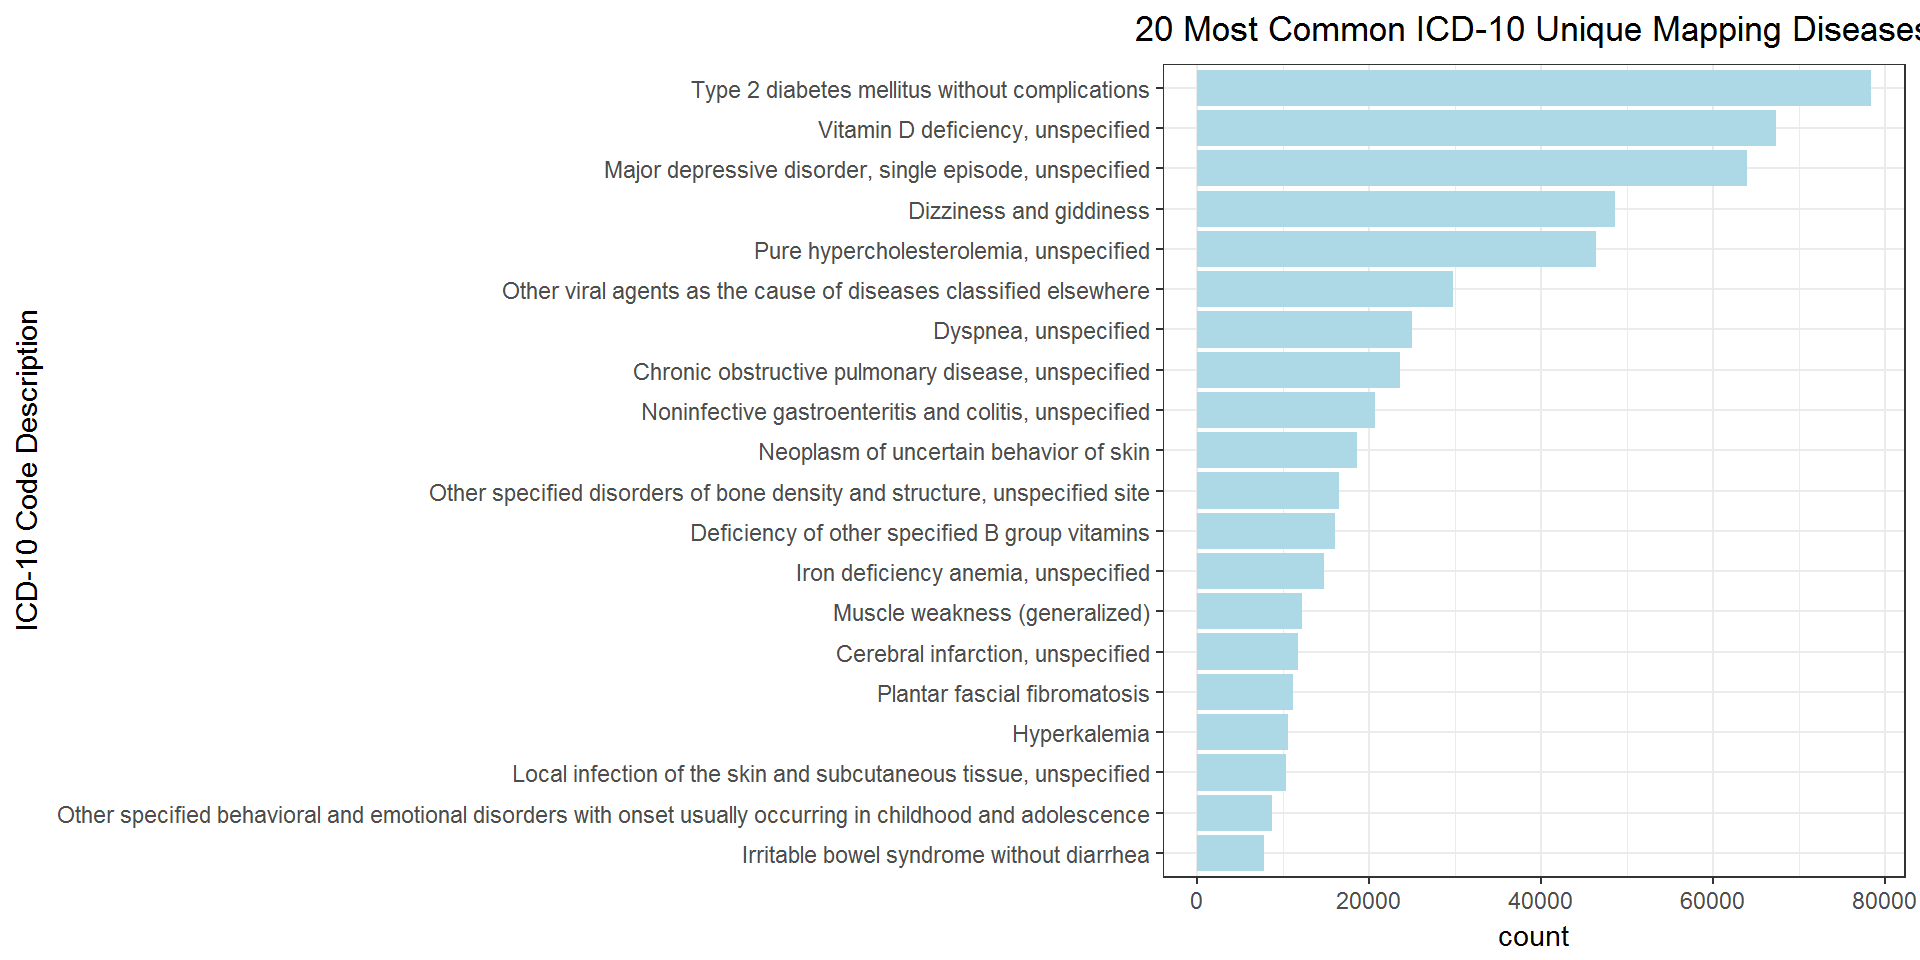 20 Most Common ICD-10 Unique Mapping Diseases
ICD-10 Code Description
Type 2 diabetes mellitus without complications
Vitamin D deficiency, unspecified
Major depressive disorder, single episode, unspecified
Dizziness and giddiness
Pure hypercholesterolemia, unspecified
Other viral agents as the cause of diseases classified elsewhere
Dyspnea, unspecified
Chronic obstructive pulmonary disease, unspecified
Noninfective gastroenteritis and colitis, unspecified
Neoplasm of uncertain behavior of skin
Other specified disorders of bone density and structure, unspecified site
Deficiency of other specified B group vitamins
Iron deficiency anemia, unspecified
Muscle weakness (generalized)
Cerebral infarction, unspecified
Plantar fascial fibromatosis
Hyperkalemia
Local infection of the skin and subcutaneous tissue, unspecified
Other specified behavioral and emotional disorders with onset usually occurring in childhood and adolescence
Irritable bowel syndrome without diarrhea
0 20000 40000 60000 80000
count